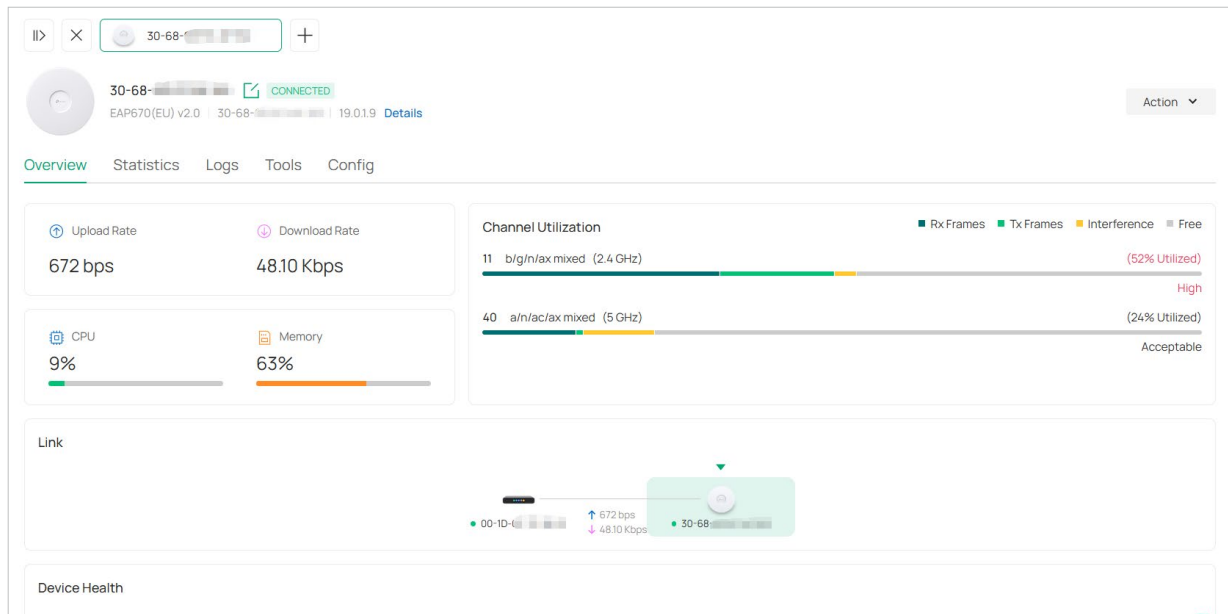 30-68-
30-68-
CONNECTED
EAP670(EU) v2.0 30-68- 19.0.1.9 Details
Action
Overview Statistics Logs Tools Config
Upload Rate Download Rate
672 bps 48.10 Kbps
CPU Memory
9% 63%
Channel Utilization
Rx Frames Tx Frames Interference Free
11 b/g/n/ax mixed (2.4 GHz) (52% Utilized)
High
40 a/n/ac/ax mixed (5 GHz) (24% Utilized)
Acceptable
Link
672 bps
48.10 Kbps
00-1D-
30-68-
Device Health